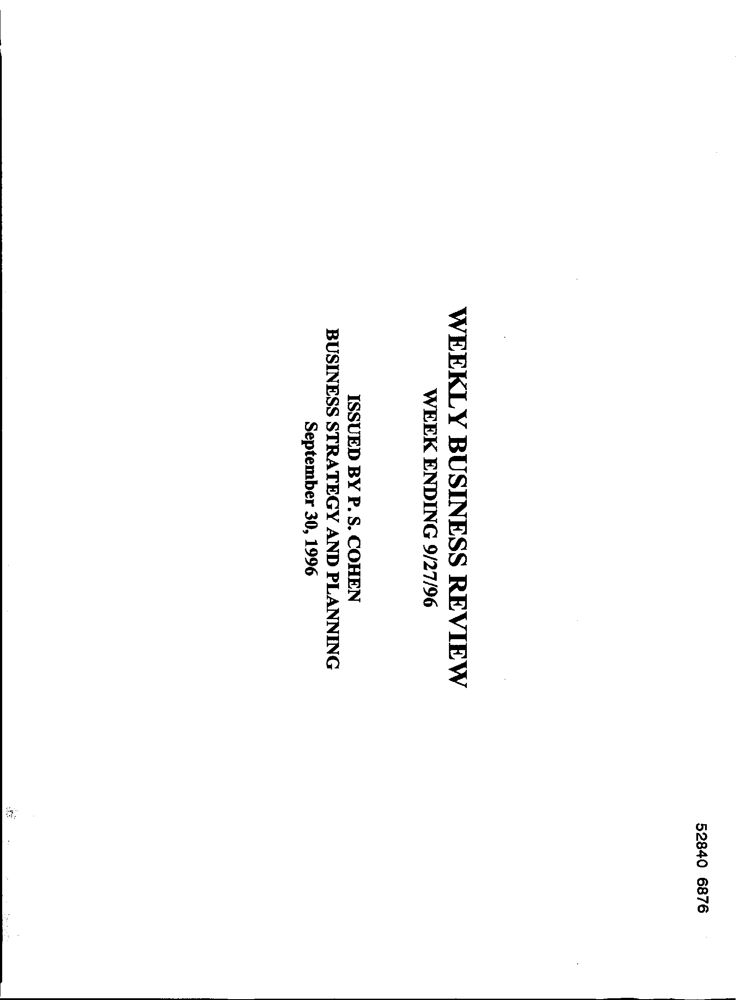 WEEKLY BUSINESS REVIEW
WEEK ENDING 9/27/96
ISSUED BY P. S. COHEN
BUSINESS STRATEGY AND PLANNING
September 30, 1996
52840 6876